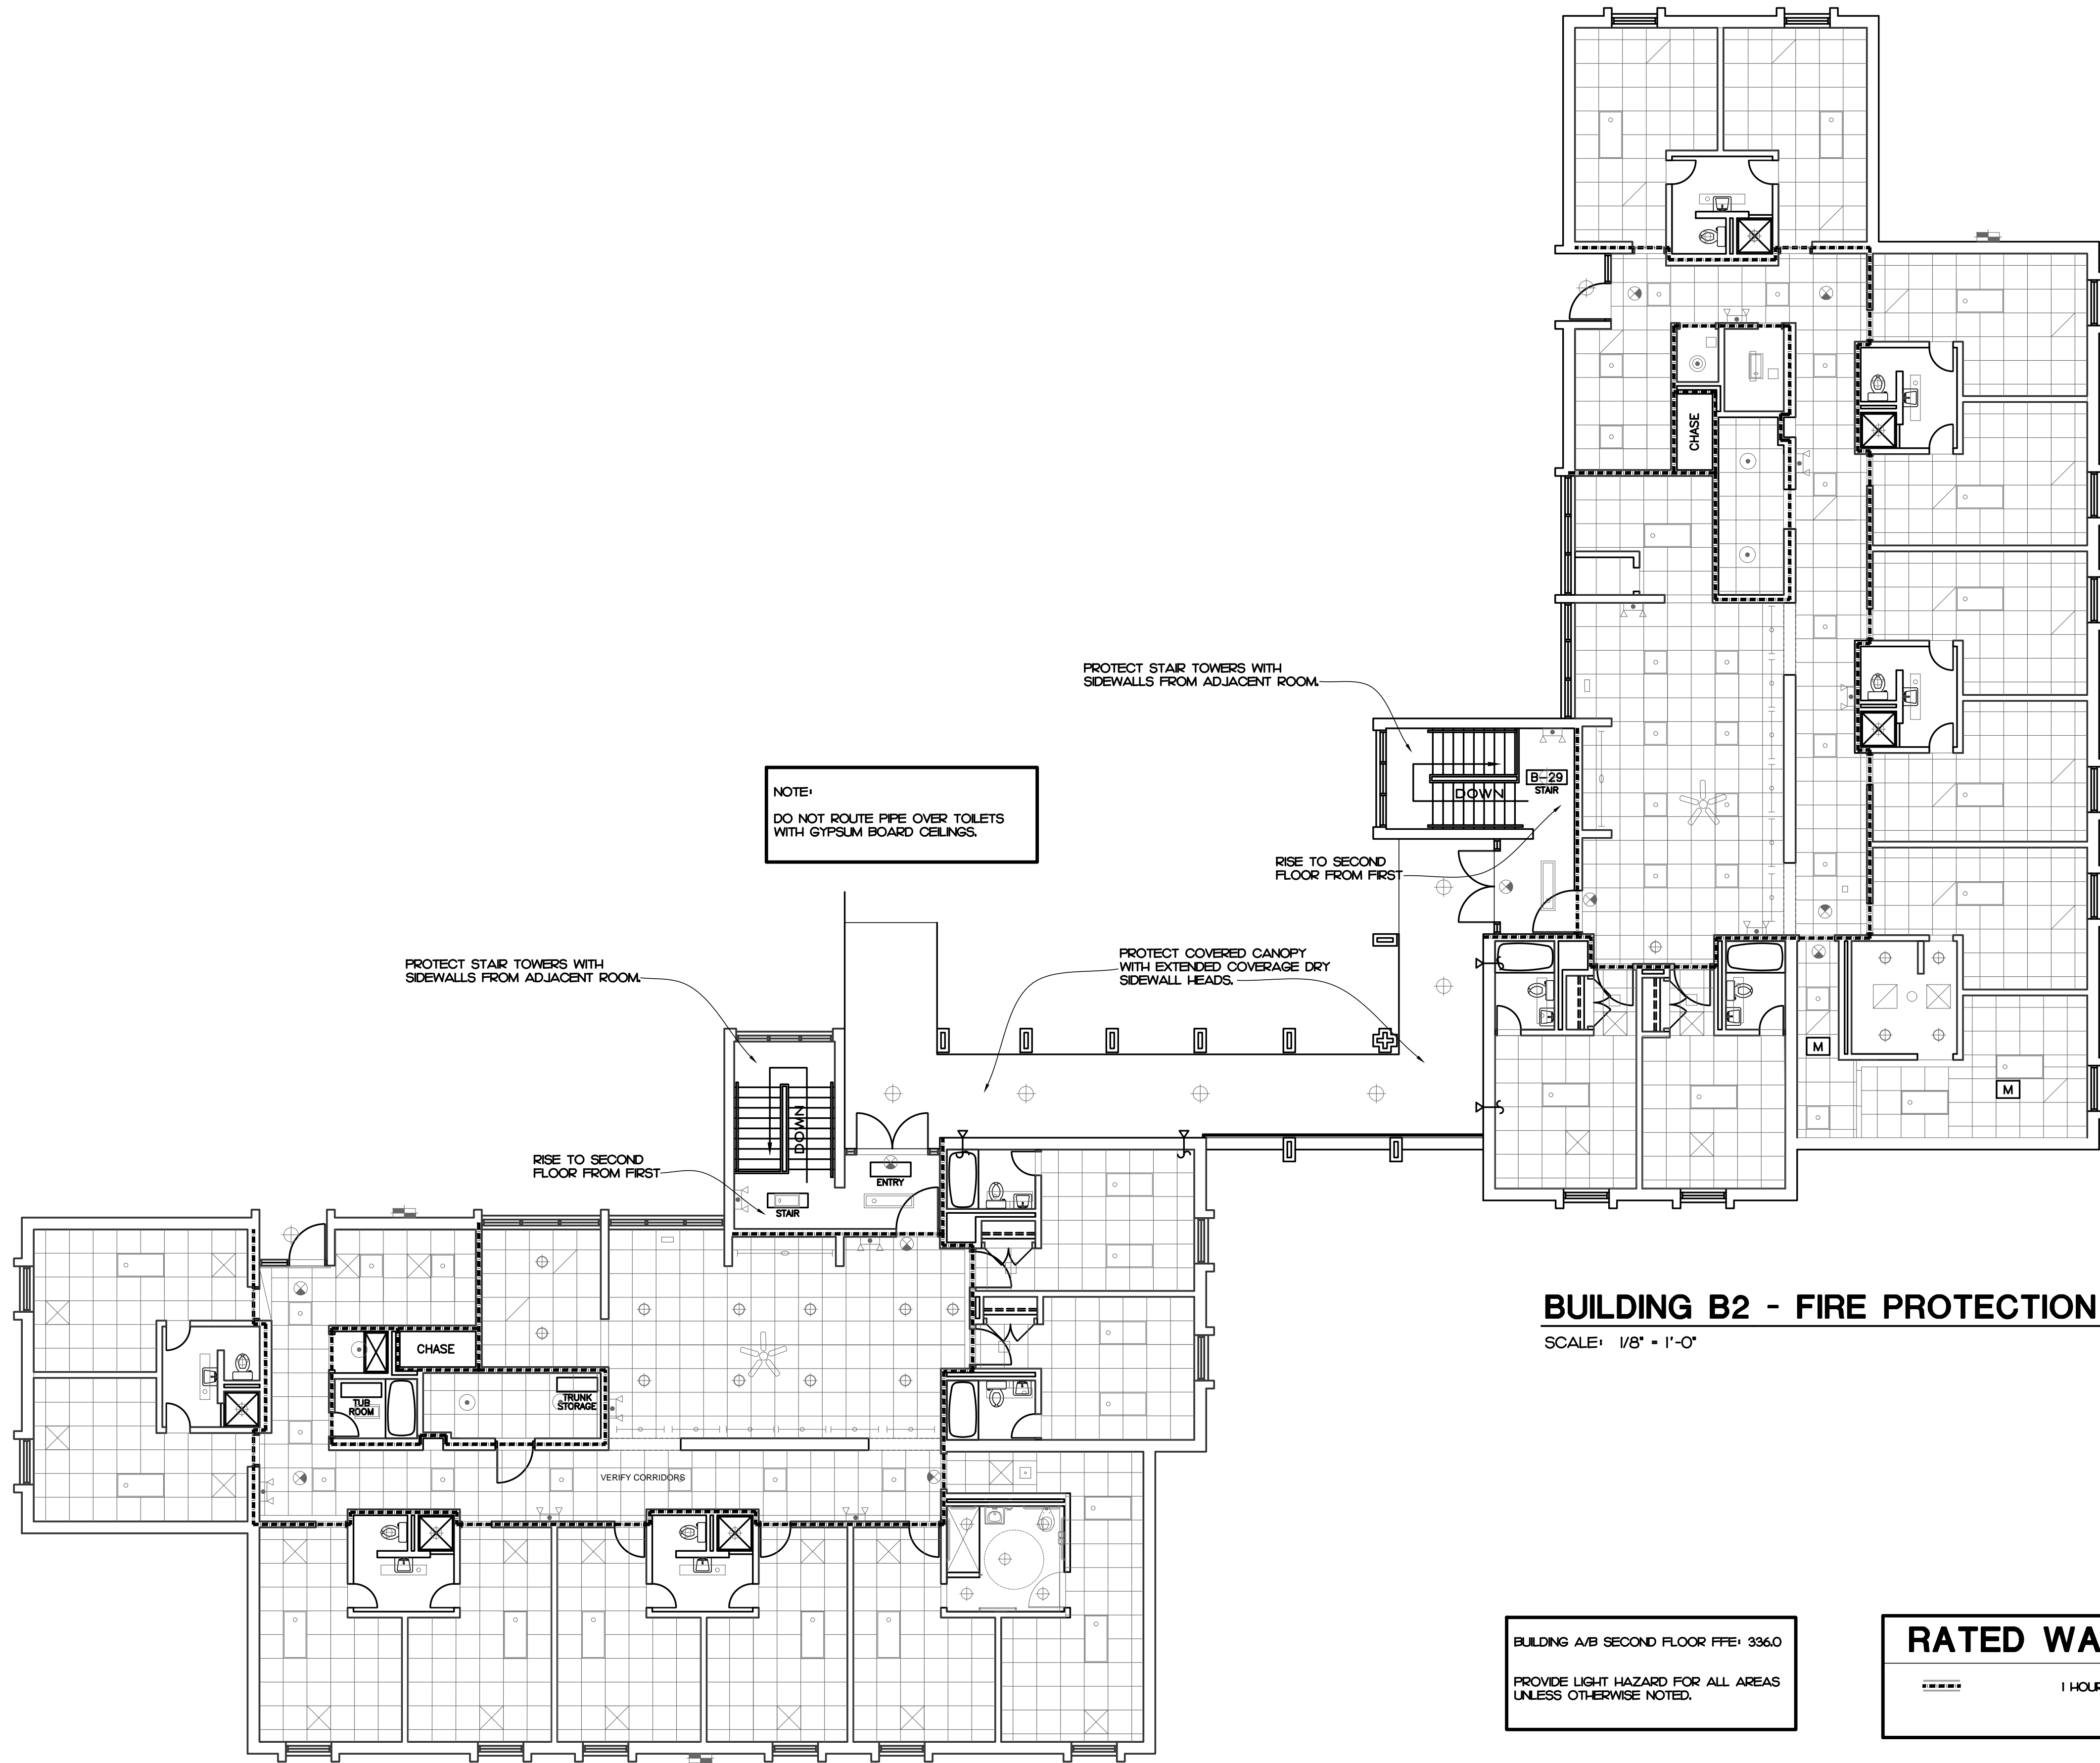 CHASE
PROTECT STAIR TOWERS WITH
SIDEWALLS FROM ADJACENT ROOM.
B-29
STAIR
DOWN
NOTE:
DO NOT ROUTE PIPE OVER TOILETS
WITH GYPSUM BOARD CEILINGS.
RISE TO SECOND
FLOOR FROM FIRST
PROTECT STAIR TOWERS WITH
SIDEWALLS FROM ADJACENT ROOM.
PROTECT COVERED CANOPY
WITH EXTENDED COVERAGE DRY
SIDEWALL HEADS.
M
M
DOWN
RISE TO SECOND
FLOOR FROM FIRST
ENTRY
STAIR
BUILDING B2 - FIRE PROTECTION
SCALE: 1/8" = 1'-0"
CHASE
TUB
ROOM
TRUNK
STORAGE
VERIFY CORRIDORS
BUILDING A/B SECOND FLOOR FFE: 336.0
PROVIDE LIGHT HAZARD FOR ALL AREAS
UNLESS OTHERWISE NOTED.
RATED WA
1 HOUR